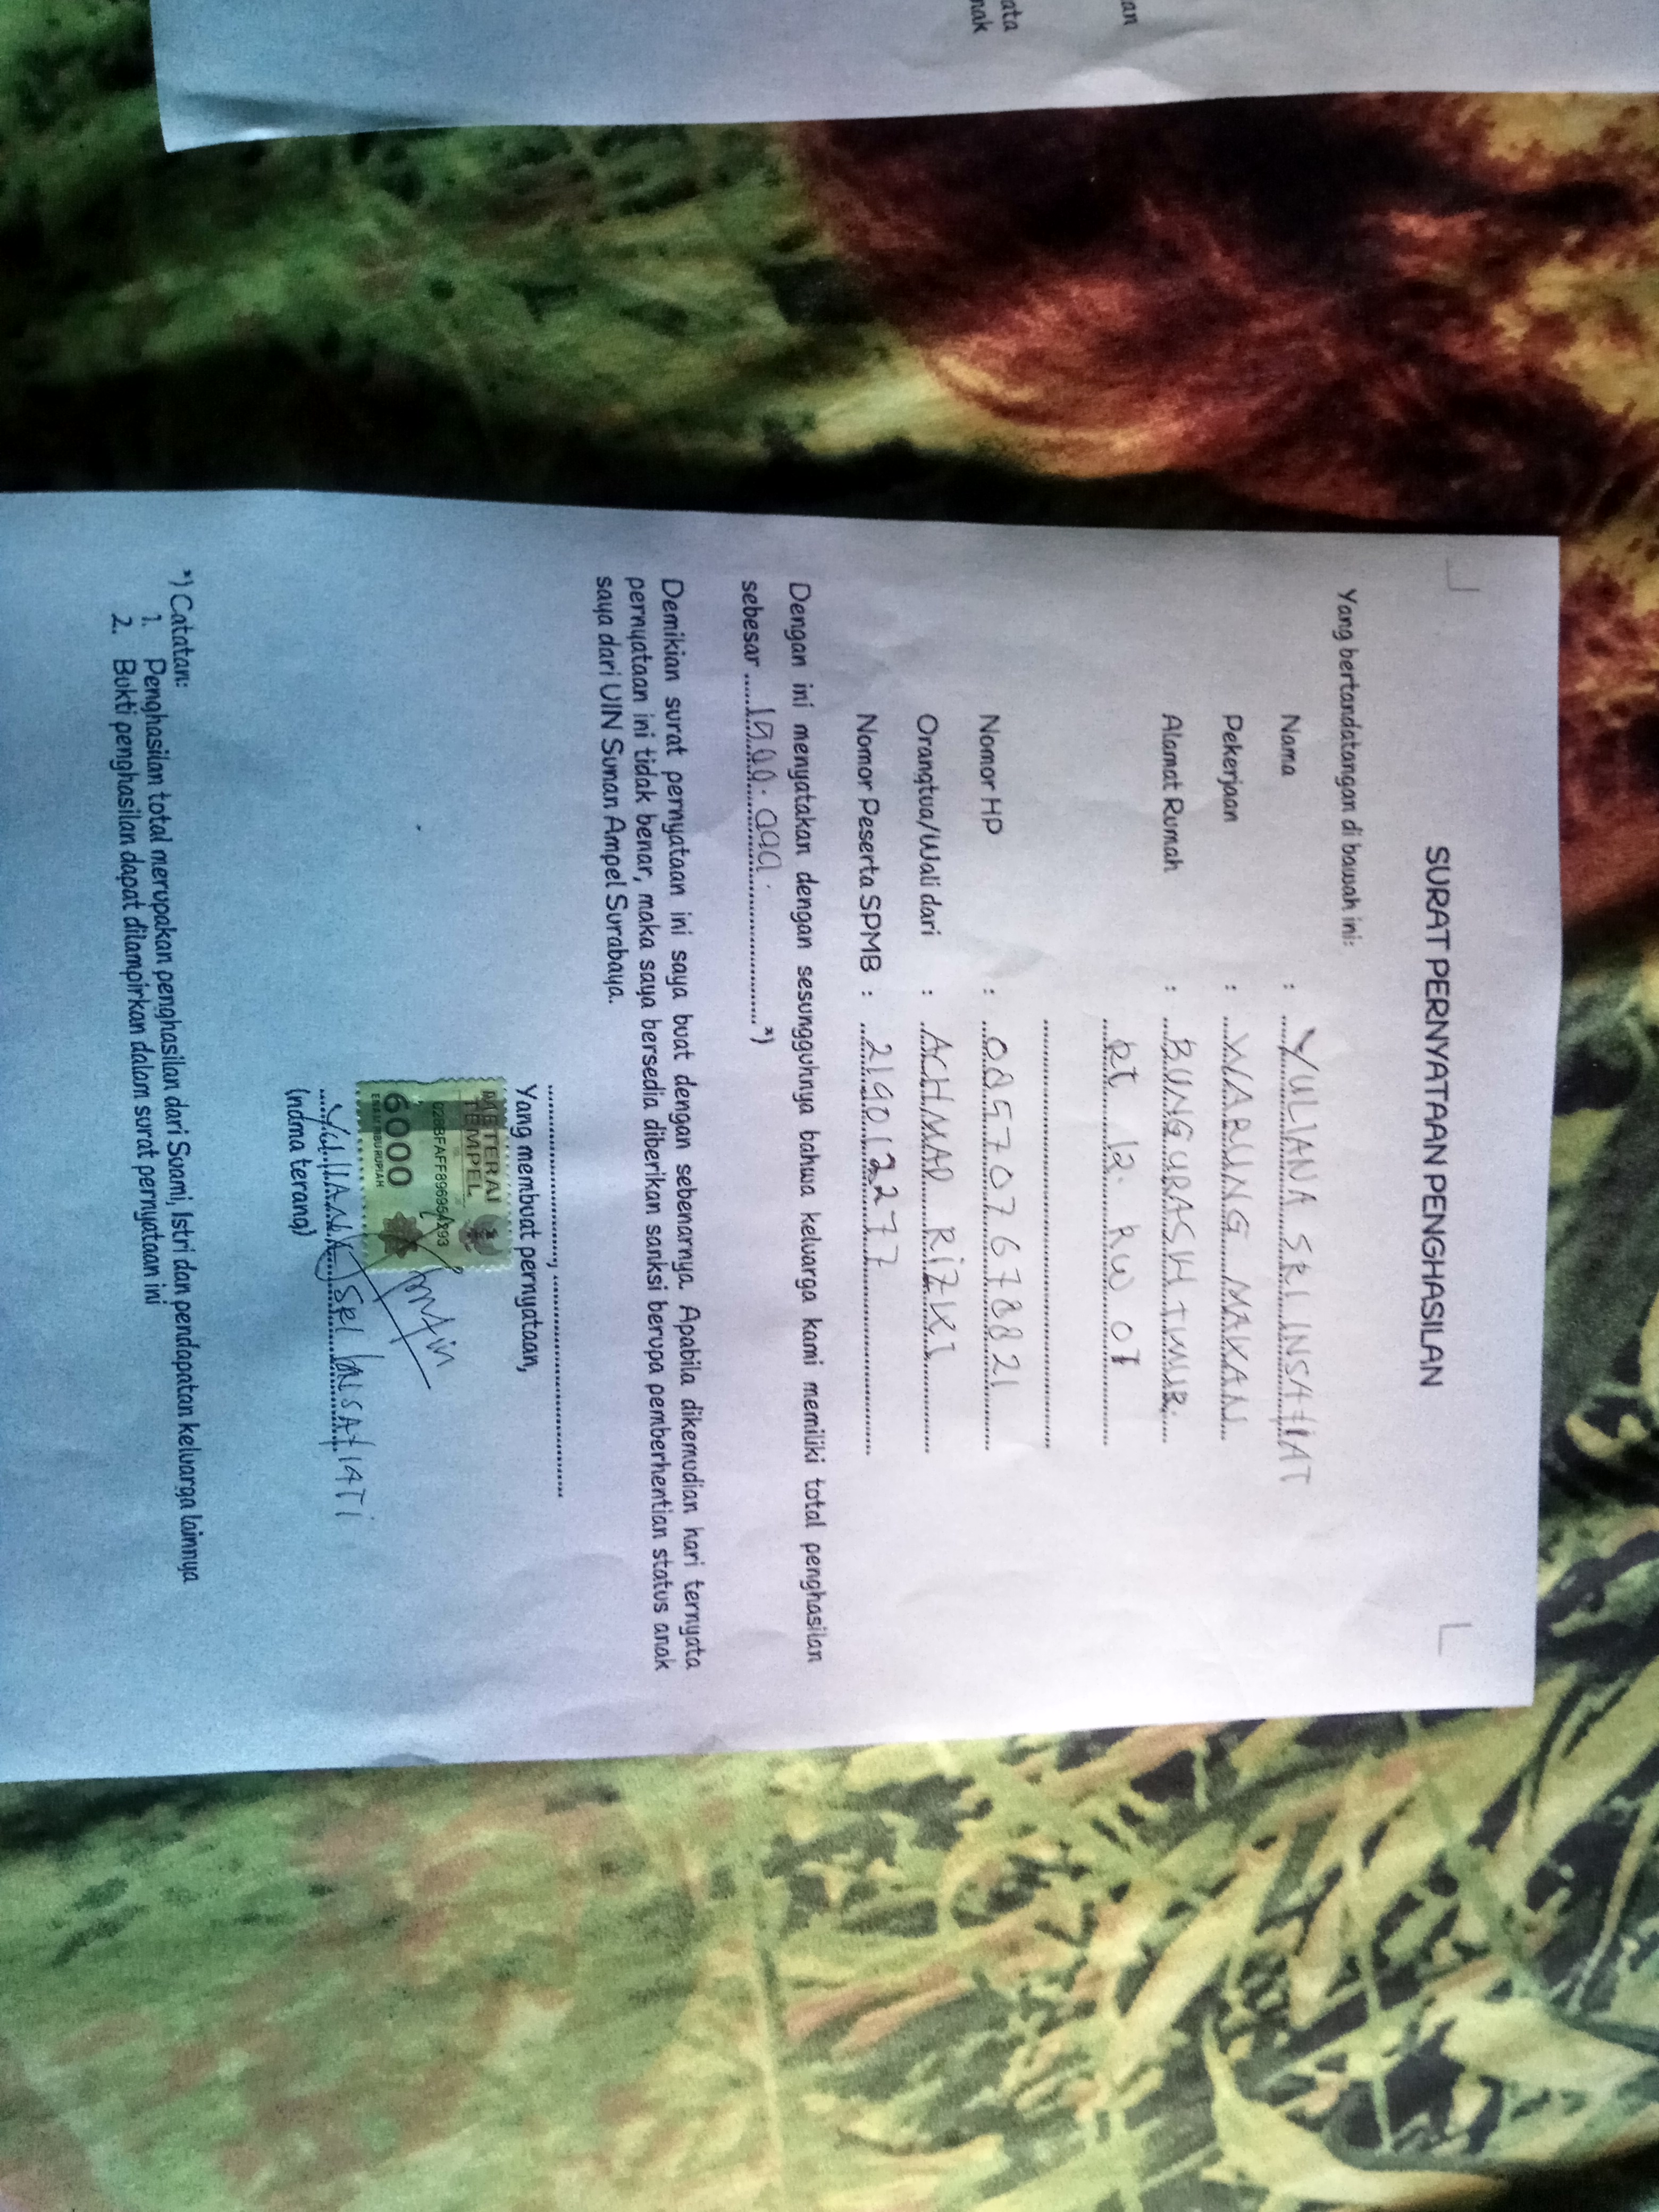 SURAT PERNYATAAN PENGHASILAN
Yang bertandatangan di bawah ini:
Nama : YULIANA SRI INSAFIAT
Pekerjaan : WARUNG MAKAN
Alamat Rumah : BUNGURASIH TIMUR.
RT 12. RW 01
Nomor HP : 085707678821
Orangtua/Wali dari : ACHMAD RIZKI
Nomor Peserta SPMB : 2190122777
Dengan ini menyatakan dengan sesungguhnya bahwa keluarga kami memiliki total penghasilan
sebesar 1900.000. *)
Demikian surat pernyataan ini saya buat dengan sebenarnya. Apabila dikemudian hari ternyata
pernyataan ini tidak benar, maka saya bersedia diberikan sanksi berupa pemberhentian status anak
saya dari UIN Sunan Ampel Surabaya.
Yang membuat pernyataan,
METERAI
TEMPEL
6000
ENAM RIBU RUPIAH
YULIANA SRI INSAFIATI
(nama terang)
*) Catatan:
1. Penghasilan total merupakan penghasilan dari Suami, Istri dan pendapatan keluarga lainnya
2. Bukti penghasilan dapat dilampirkan dalam surat pernyataan ini
an
ata
nak